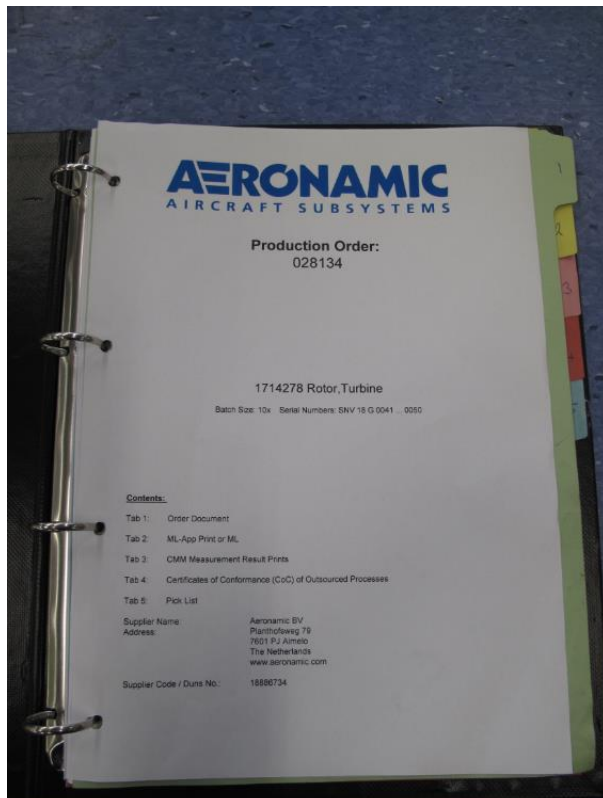 AERONAMIC
AIRCRAFT SUBSYSTEMS
Production Order:
028134
1714278 Rotor,Turbine
Batch Size: 10x Serial Numbers: SNV 18 G 0041 ... 0050
Contents:
Tab 1: Order Document
Tab 2: ML-App Print or ML
Tab 3: CMM Measurement Result Prints
Tab 4: Certificates of Conformance (CoC) of Outsourced Processes
Tab 5: Pick List
Supplier Name: Aeronamic BV
Address: Planthofsweg 79
7601 PJ Almelo
The Netherlands
www.aeronamic.com
Supplier Code / Duns No.: 18886734
1
2
3